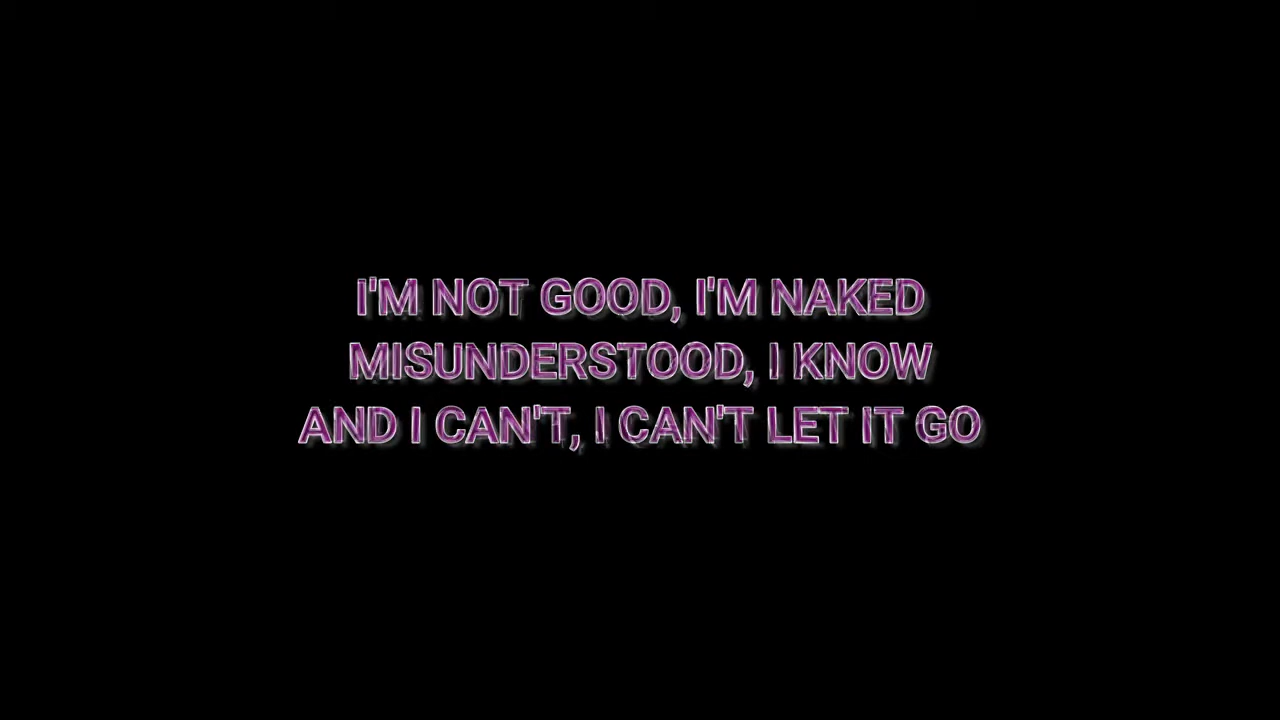 I'M NOT GOOD, I'M NAKED
MISUNDERSTOOD, I KNOW
AND I CAN'T, I CAN'T LET IT GO